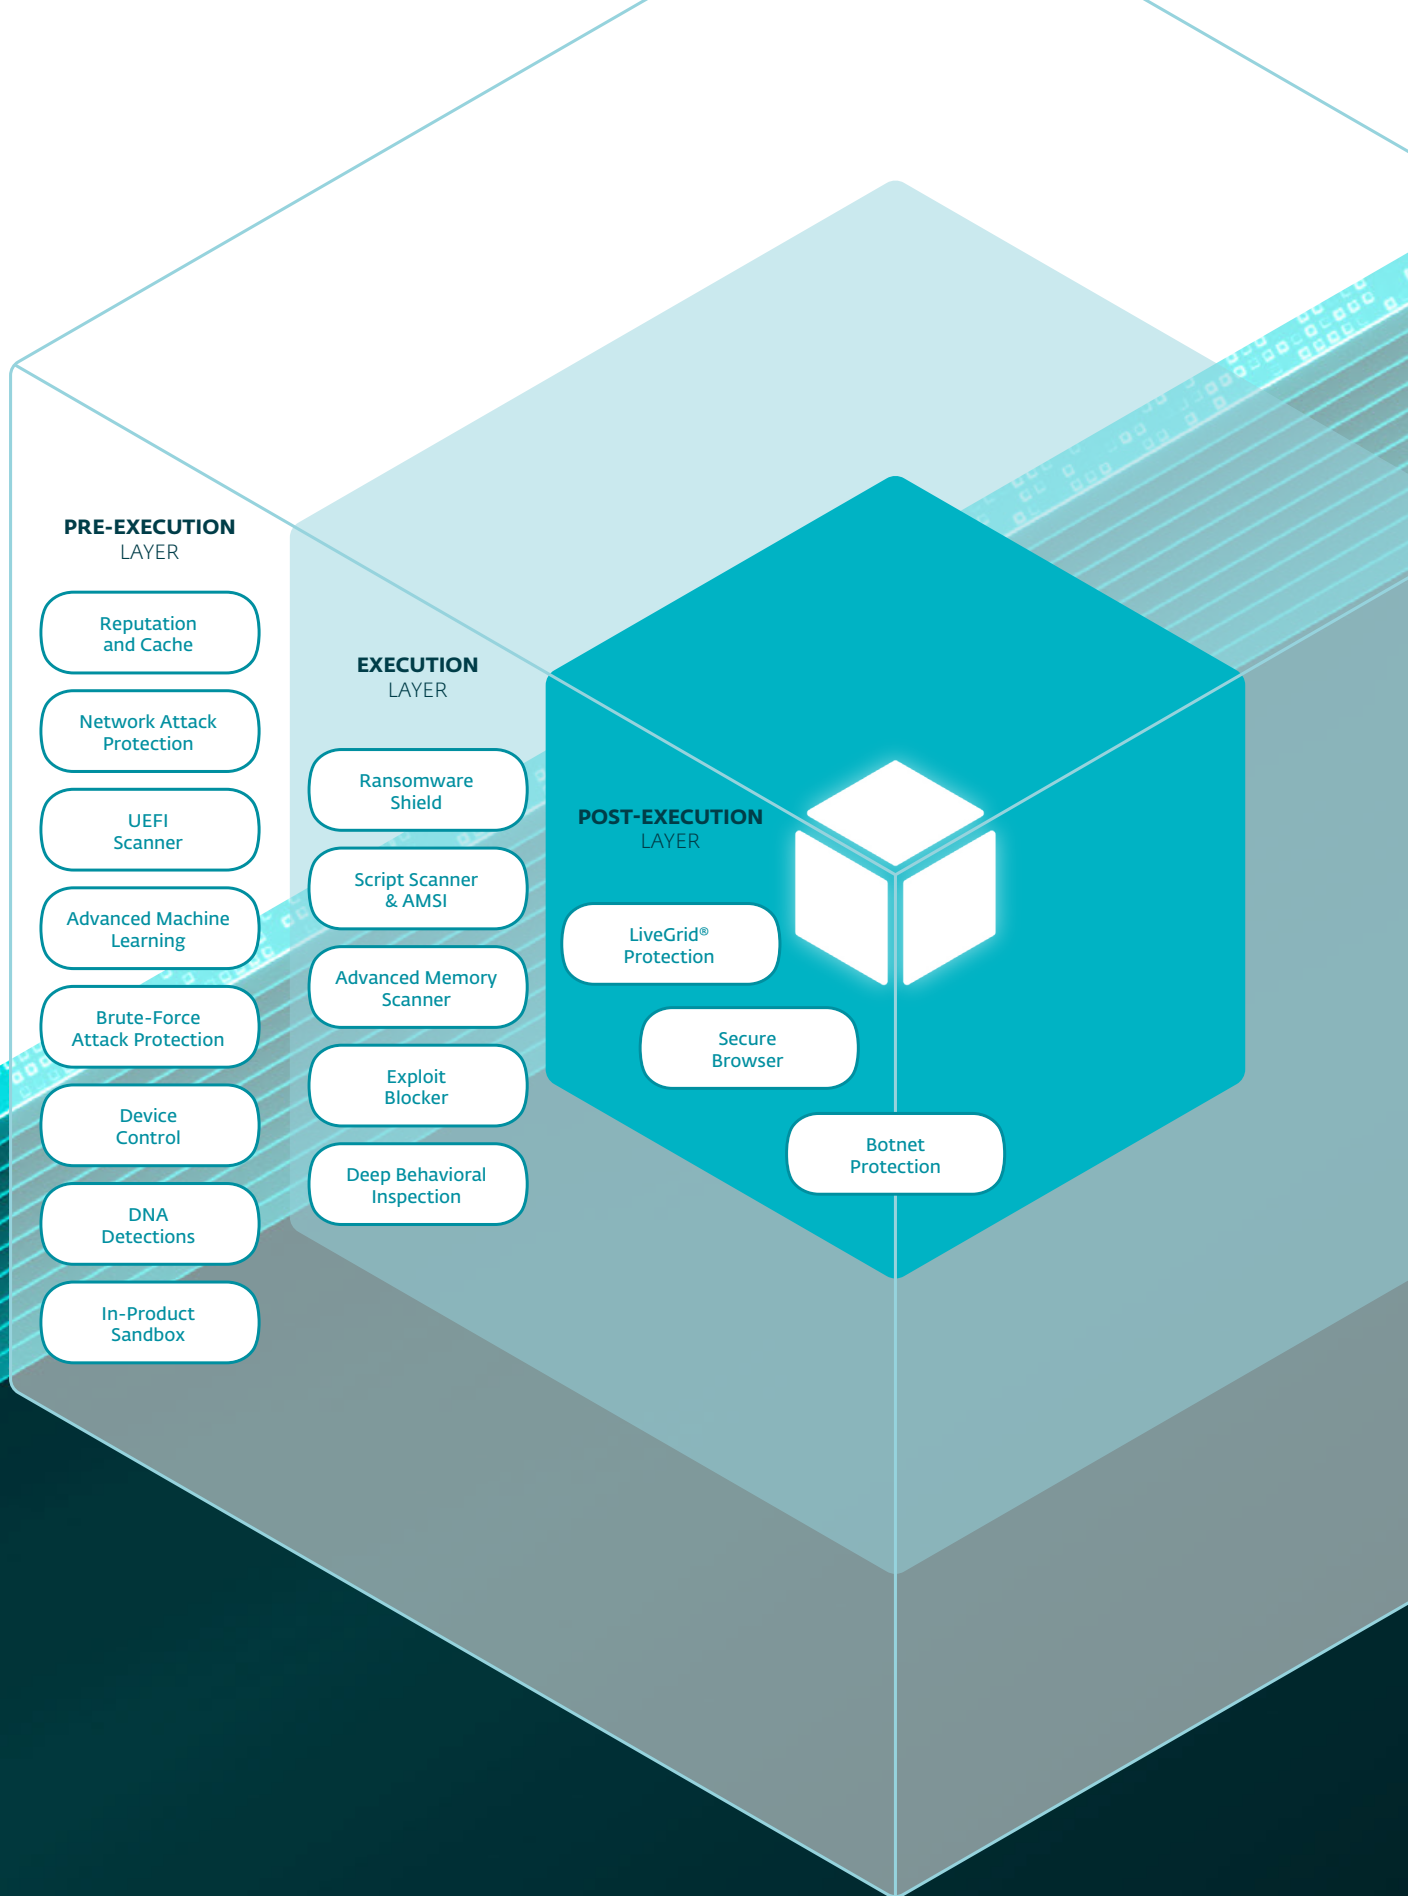 PRE-EXECUTION
LAYER
Reputation
and Cache
Network Attack
Protection
UEFI
Scanner
Advanced Machine
Learning
Brute-Force
Attack Protection
Device
Control
DNA
Detections
In-Product
Sandbox
EXECUTION
LAYER
Ransomware
Shield
Script Scanner
& AMSI
Advanced Memory
Scanner
Exploit
Blocker
Deep Behavioral
Inspection
POST-EXECUTION
LAYER
LiveGrid®
Protection
Secure
Browser
Botnet
Protection